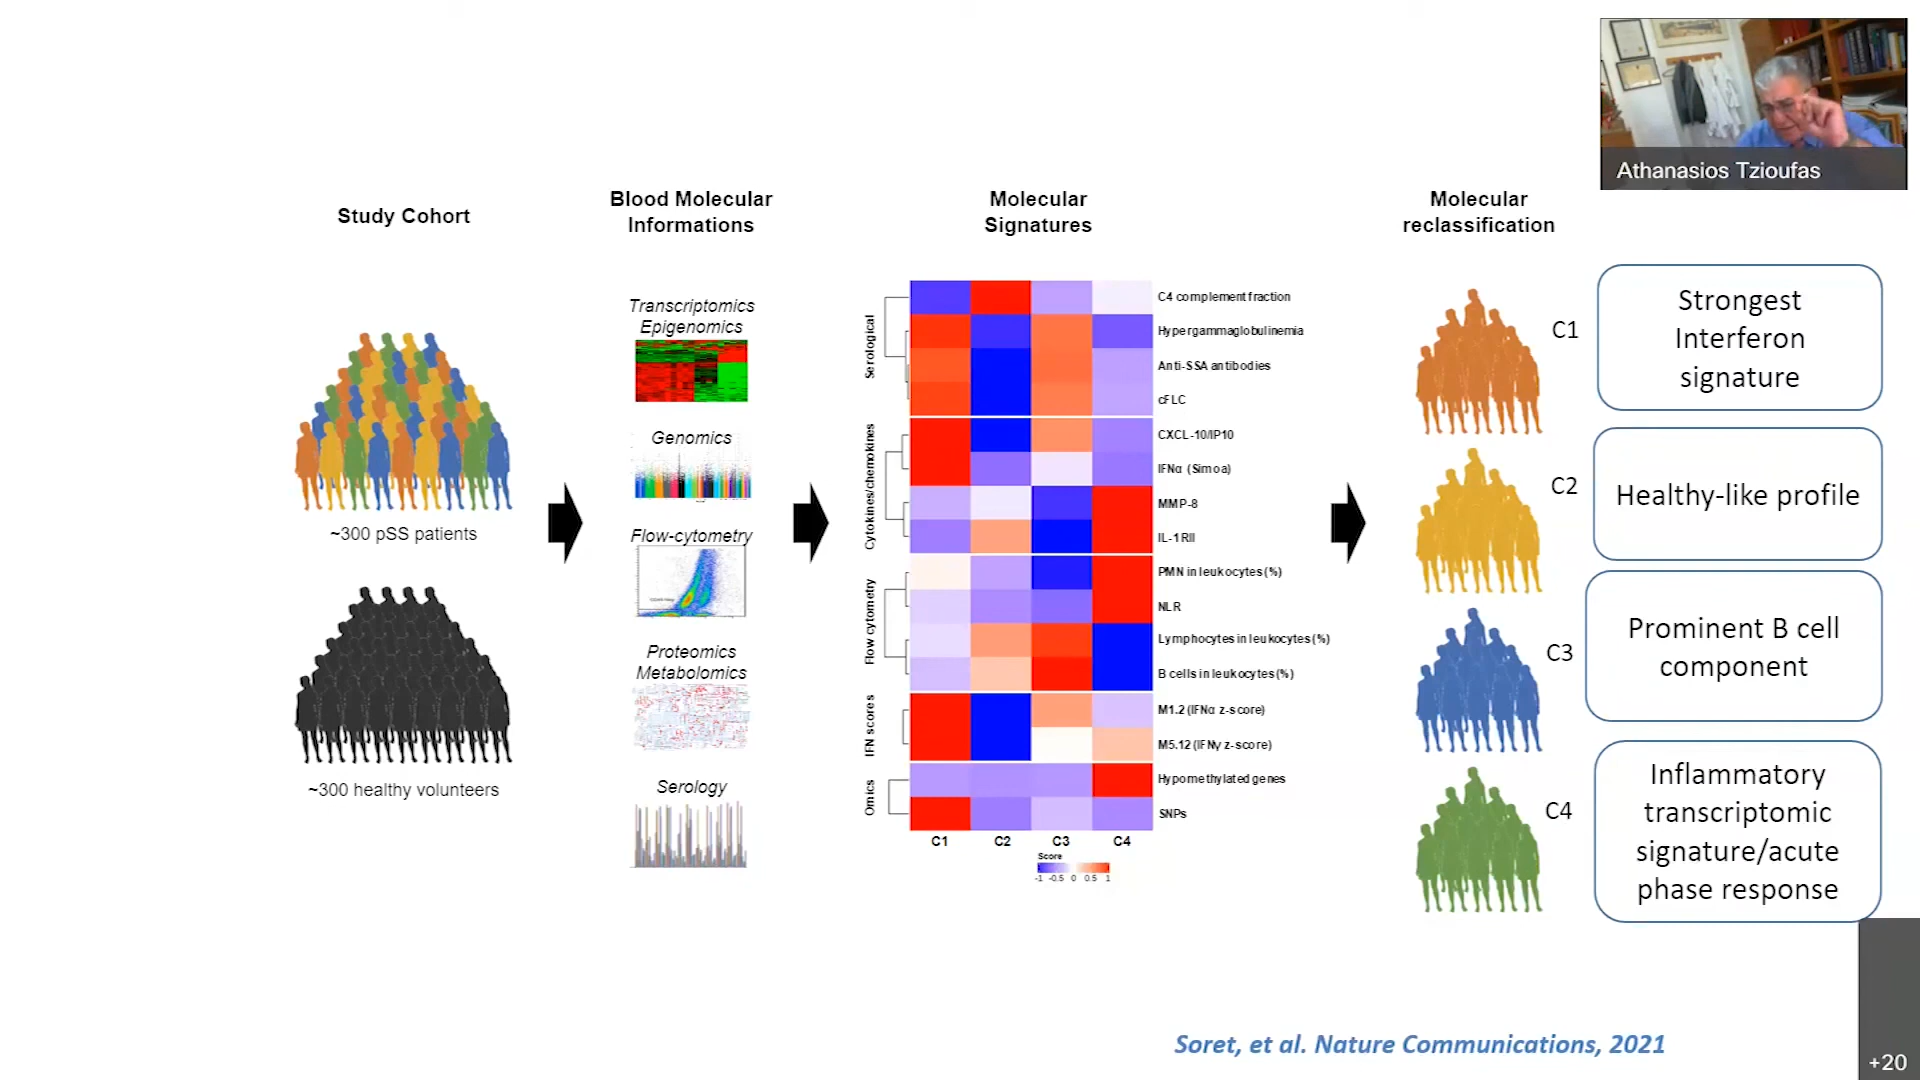 Athanasios Tzioufas
Study Cohort
~300 pSS patients
~300 healthy volunteers
Blood Molecular
Informations
Transcriptomics
Epigenomics
Genomics
Flow-cytometry
Proteomics
Metabolomics
Serology
Molecular
Signatures
Serological
C4 complement fraction
Hypergammaglobulinemia
Anti-SSA antibodies
cFLC
Cytokines/chemokines
CXCL-10/IP10
IFNα (Simoa)
MMP-8
IL-1RII
Flow cytometry
PMN in leukocytes (%)
NLR
Lymphocytes in leukocytes (%)
B cells in leukocytes (%)
IFN scores
M1.2 (IFNα z-score)
M5.12 (IFNγ z-score)
Omics
Hypomethylated genes
SNPs
C1 C2 C3 C4
Score
-1 -0.5 0 0.5 1
Molecular
reclassification
C1
Strongest
Interferon
signature
C2
Healthy-like profile
C3
Prominent B cell
component
C4
Inflammatory
transcriptomic
signature/acute
phase response
Soret, et al. Nature Communications, 2021
+20